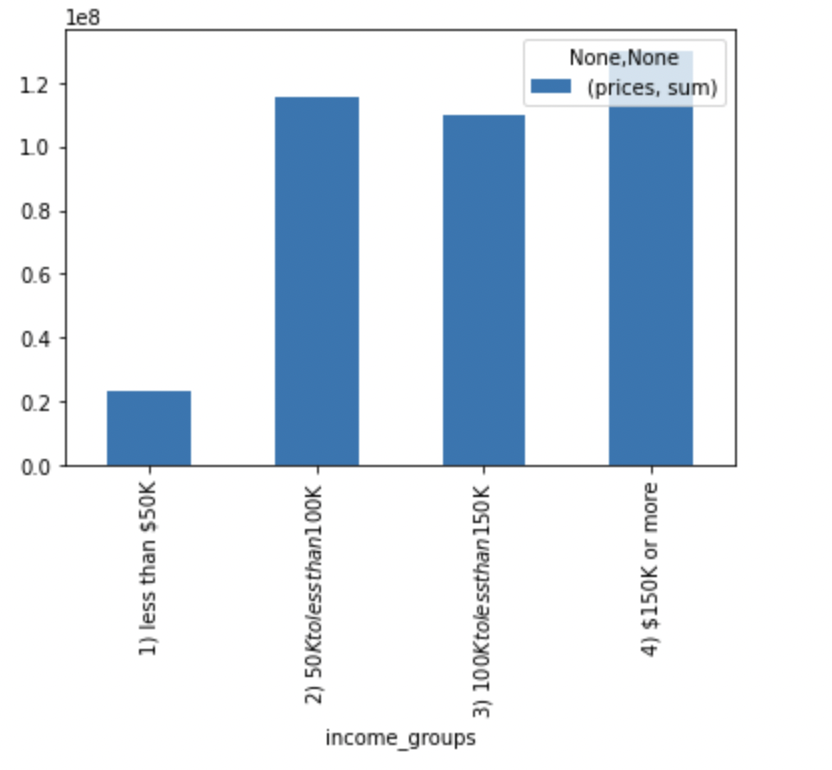 1e8
None,None
(prices, sum)
1.2
1.0
0.8
0.6
0.4
0.2
0.0
1) less than $50K
2) 50Ktolessthan100K
3) 100Ktolessthan150K
4) $150K or more
income_groups